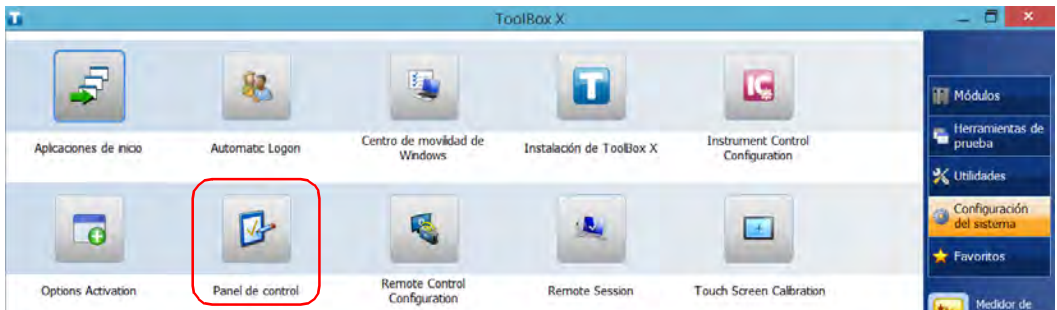 ToolBox X
Aplicaciones de inicio
Automatic Logon
Centro de movilidad de
Windows
Instalación de ToolBox X
Instrument Control
Configuration
Options Activation
Panel de control
Remote Control
Configuration
Remote Session
Touch Screen Calibration
Módulos
Herramientas de
prueba
Utilidades
Configuración
del sistema
Favoritos
Medidor de